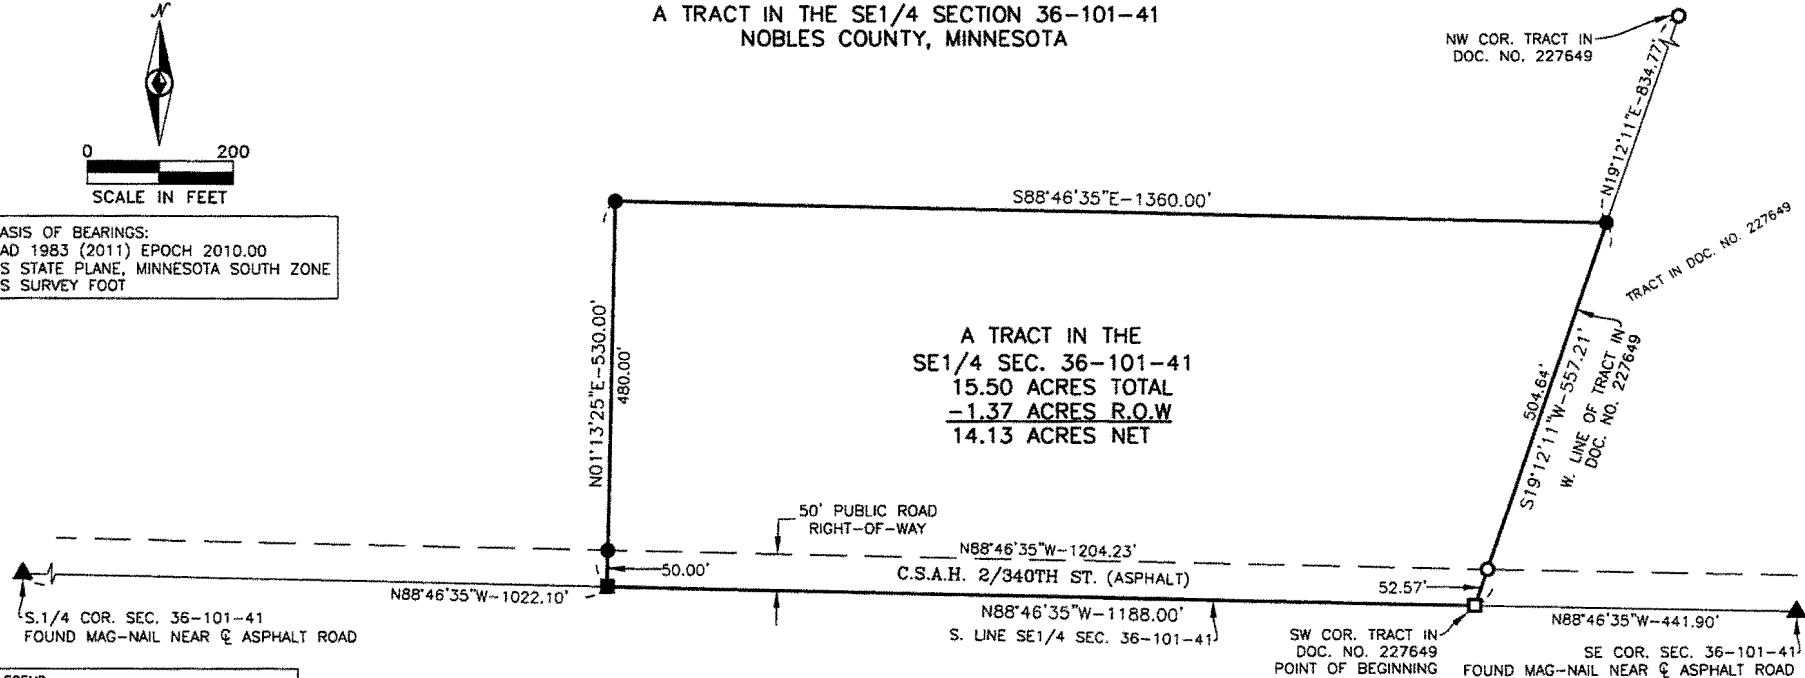 A TRACT IN THE SE1/4 SECTION 36-101-41
NOBLES COUNTY, MINNESOTA
N
0 200
SCALE IN FEET
ASIS OF BEARINGS:
AD 1983 (2011) EPOCH 2010.00
S STATE PLANE, MINNESOTA SOUTH ZONE
S SURVEY FOOT
NW COR. TRACT IN
DOC. NO. 227649
N19°12'11"E-834.77'
S88°46'35"E-1360.00'
TRACT IN DOC. NO. 227649
N01°13'25"E-530.00'
480.00'
A TRACT IN THE
SE1/4 SEC. 36-101-41
15.50 ACRES TOTAL
-1.37 ACRES R.O.W
14.13 ACRES NET
504.64'
S19°12'11"W-557.21'
W. LINE OF TRACT IN
DOC. NO. 227649
50' PUBLIC ROAD
RIGHT-OF-WAY
N88°46'35"W-1204.23'
50.00'
C.S.A.H. 2/340TH ST. (ASPHALT)
52.57'
N88°46'35"W-1022.10'
N88°46'35"W-1188.00'
N88°46'35"W-441.90'
S.1/4 COR. SEC. 36-101-41
FOUND MAG-NAIL NEAR ℄ ASPHALT ROAD
S. LINE SE1/4 SEC. 36-101-41
SW COR. TRACT IN
DOC. NO. 227649
POINT OF BEGINNING
SE COR. SEC. 36-101-41
FOUND MAG-NAIL NEAR ℄ ASPHALT ROAD